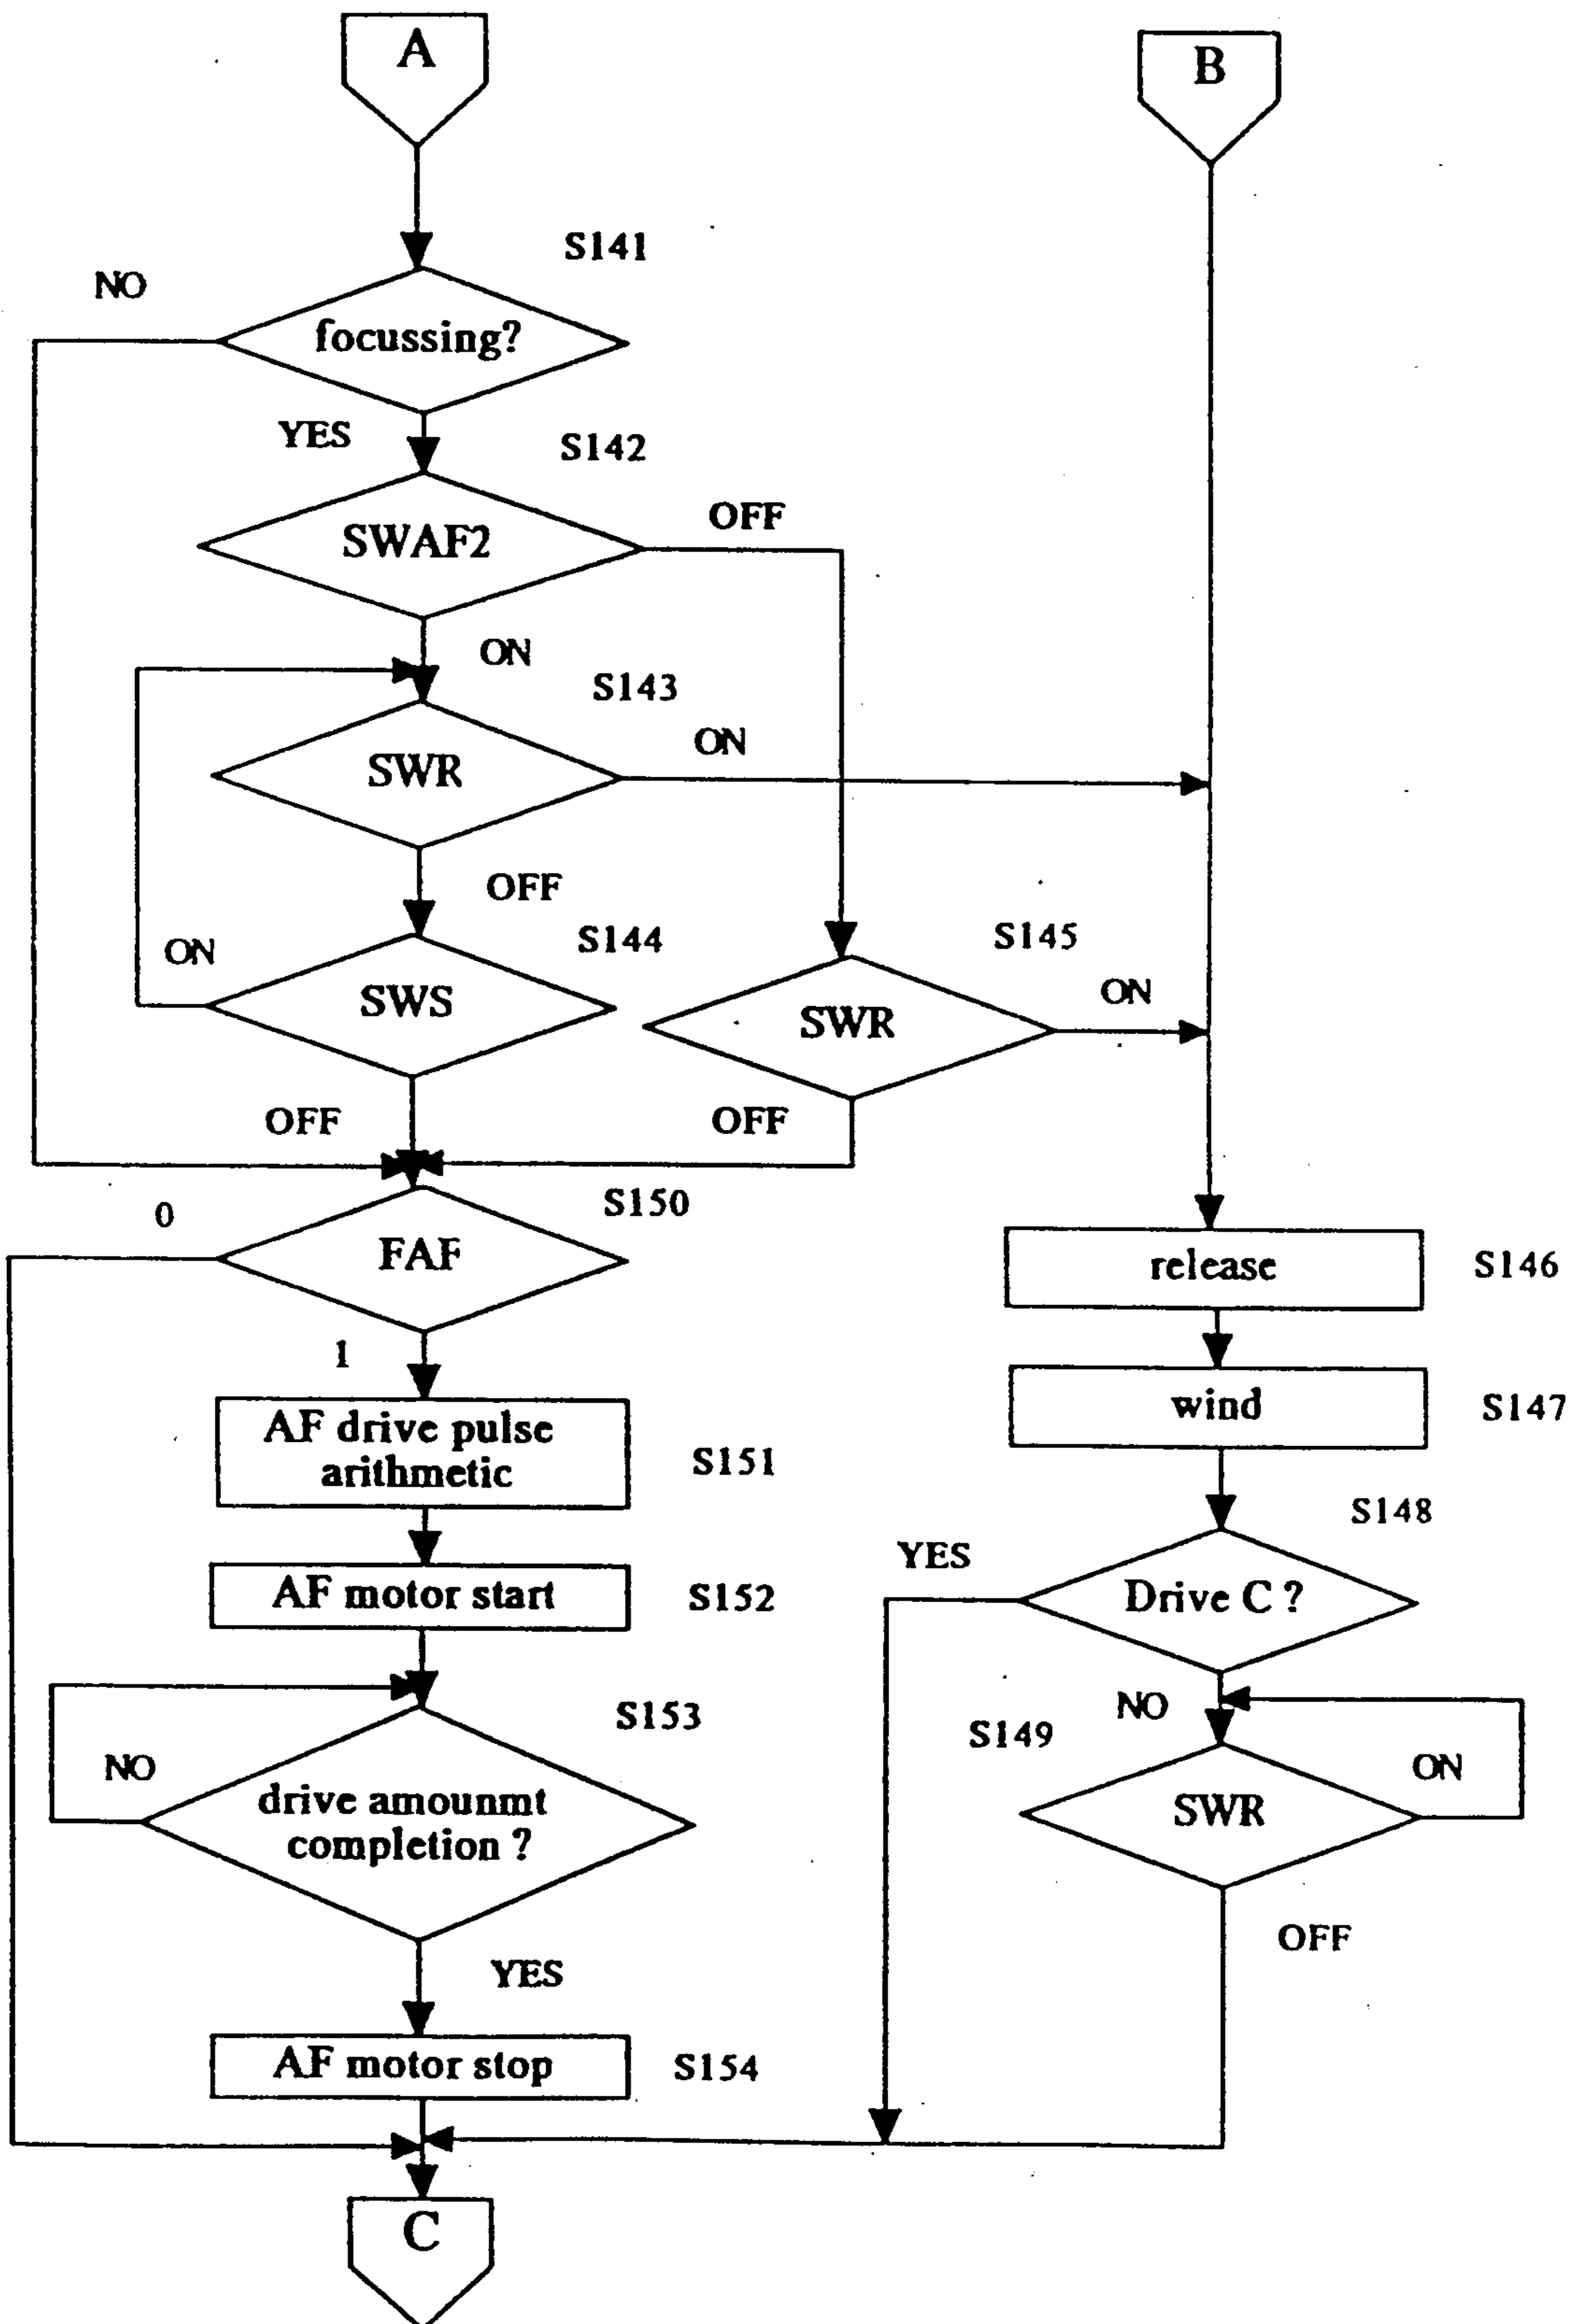 A
B
S141
NO
focussing?
YES
S142
SWAF2
OFF
ON
S143
SWR
ON
OFF
S144
ON
SWS
S145
SWR
ON
OFF
OFF
S150
0
FAF
1
release
S146
wind
S147
AF drive pulse
arithmetic
S151
S148
YES
Drive C ?
AF motor start
S152
NO
S149
ON
SWR
S153
NO
drive amounmt
completion ?
OFF
YES
AF motor stop
S154
C